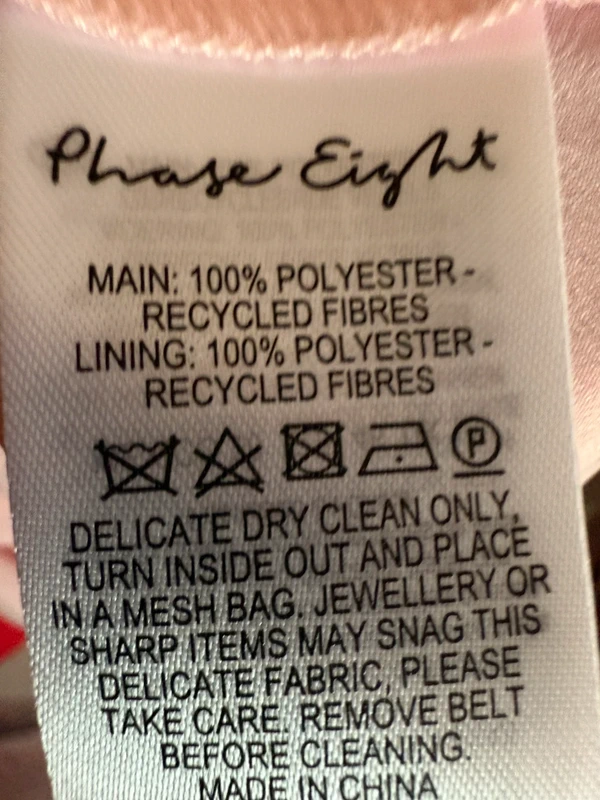 Phase Eight
MAIN: 100% POLYESTER -
RECYCLED FIBRES
LINING: 100% POLYESTER -
RECYCLED FIBRES
P
DELICATE DRY CLEAN ONLY,
TURN INSIDE OUT AND PLACE
IN A MESH BAG. JEWELLERY OR
SHARP ITEMS MAY SNAG THIS
DELICATE FABRIC, PLEASE
TAKE CARE. REMOVE BELT
BEFORE CLEANING.
MADE IN CHINA